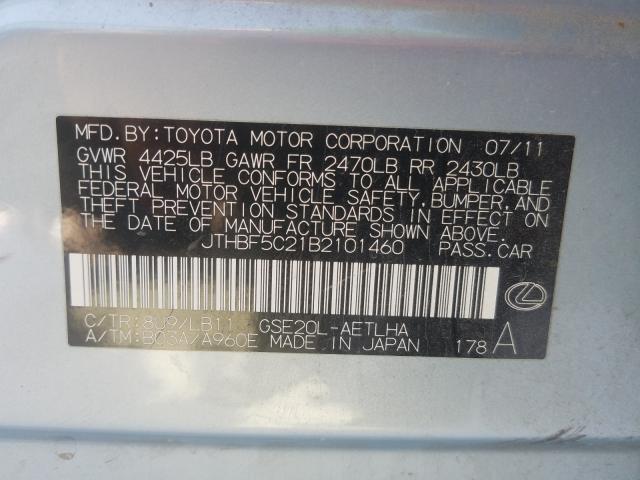 MFD.BY:TOYOTA MOTOR CORPORATION 07/11
GVWR 4425LB GAWR FR 2470LB RR 2430LB
THIS VEHICLE CONFORMS TO ALL APPLICABLE
FEDERAL MOTOR VEHICLE SAFETY,BUMPER,AND
THEFT PREVENTION STANDARDS IN EFFECT ON
THE DATE OF MANUFACTURE SHOWN ABOVE.
JTHBF5C21B2101460 PASS.CAR
C/TR:8U9/LB11 GSE20L-AETLHA
A/TM:B03A/A960E MADE IN JAPAN 178 A